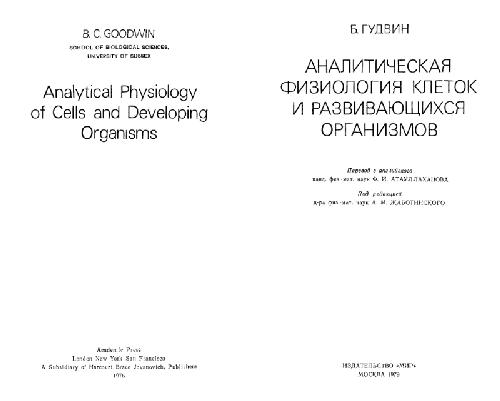 B. C. GOODWIN
SCHOOL OF BIOLOGICAL SCIENCES,
UNIVERSITY OF SUSSEX
Analytical Physiology
of Cells and Developing
Organisms
Academic Press
London New York San Francisco
A Subsidiary of Harcourt Brace Jovanovich, Publishers
1976
Б. ГУДВИН
АНАЛИТИЧЕСКАЯ
ФИЗИОЛОГИЯ КЛЕТОК
И РАЗВИВАЮЩИХСЯ
ОРГАНИЗМОВ
Перевод с английского
канд. физ.-мат. наук Ф. И. АТАУЛЛАХАНОВА
Под редакцией
д-ра физ.-мат. наук А. М. ЖАБОТИНСКОГО
ИЗДАТЕЛЬСТВО «МИР»
МОСКВА 1979